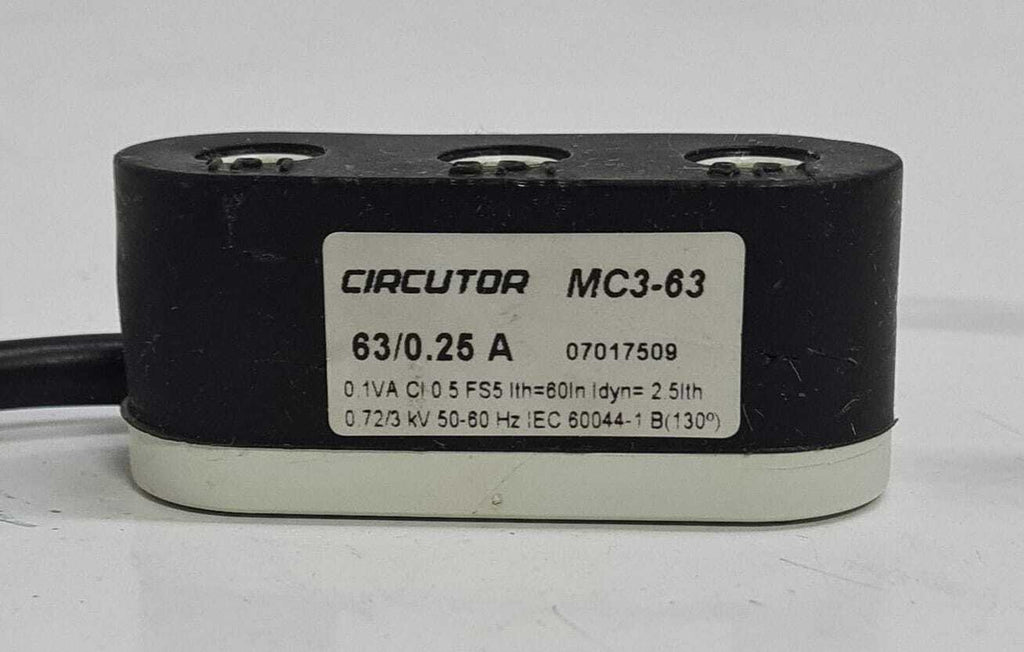 CIRCUTOR MC3-63
63/0.25 A 07017509
0.1VA Cl 0.5 FS5 Ith=60In Idyn= 2.5Ith
0.72/3 kV 50-60 Hz IEC 60044-1 B(130º)